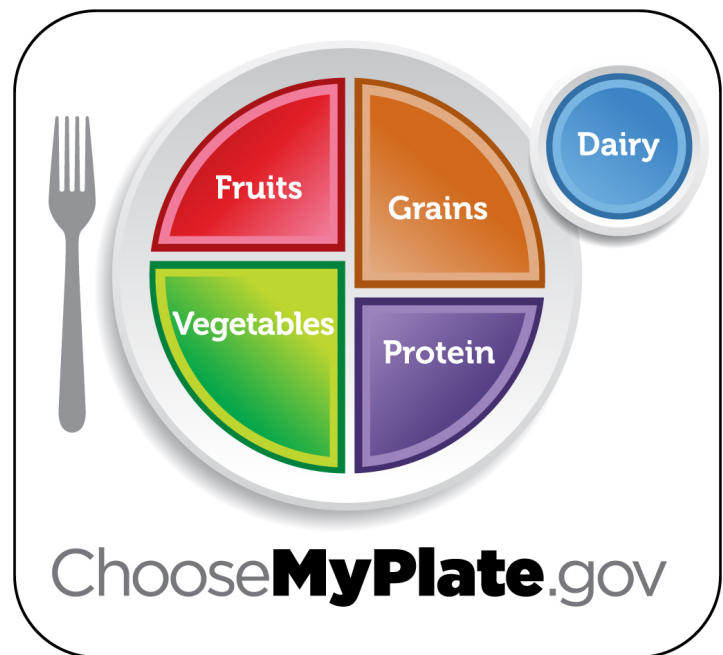 Fruits
Grains
Dairy
Vegetables
Protein
ChooseMyPlate.gov